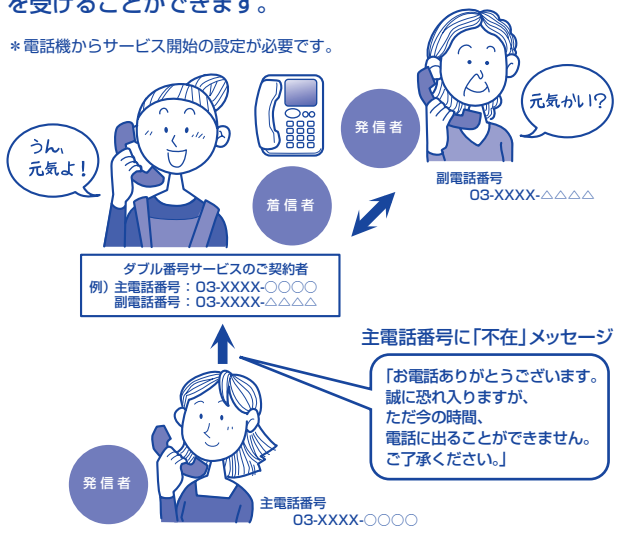 を受けることができます。
＊電話機からサービス開始の設定が必要です。
うん、
元気よ！
発信者
元気かい？
着信者
副電話番号
03-XXXX-△△△△
ダブル番号サービスのご契約者
例）主電話番号：03-XXXX-○○○○
副電話番号：03-XXXX-△△△△
主電話番号に「不在」メッセージ
「お電話ありがとうございます。
誠に恐れ入りますが、
ただ今の時間、
電話に出ることができません。
ご了承ください。」
発信者
主電話番号
03-XXXX-○○○○